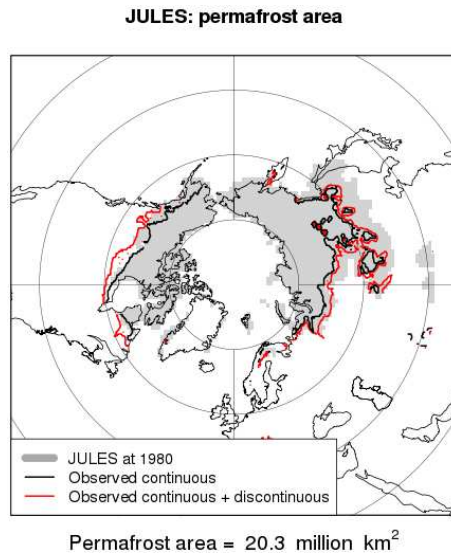 JULES: permafrost area
JULES at 1980
Observed continuous
Observed continuous + discontinuous
Permafrost area = 20.3 million km²